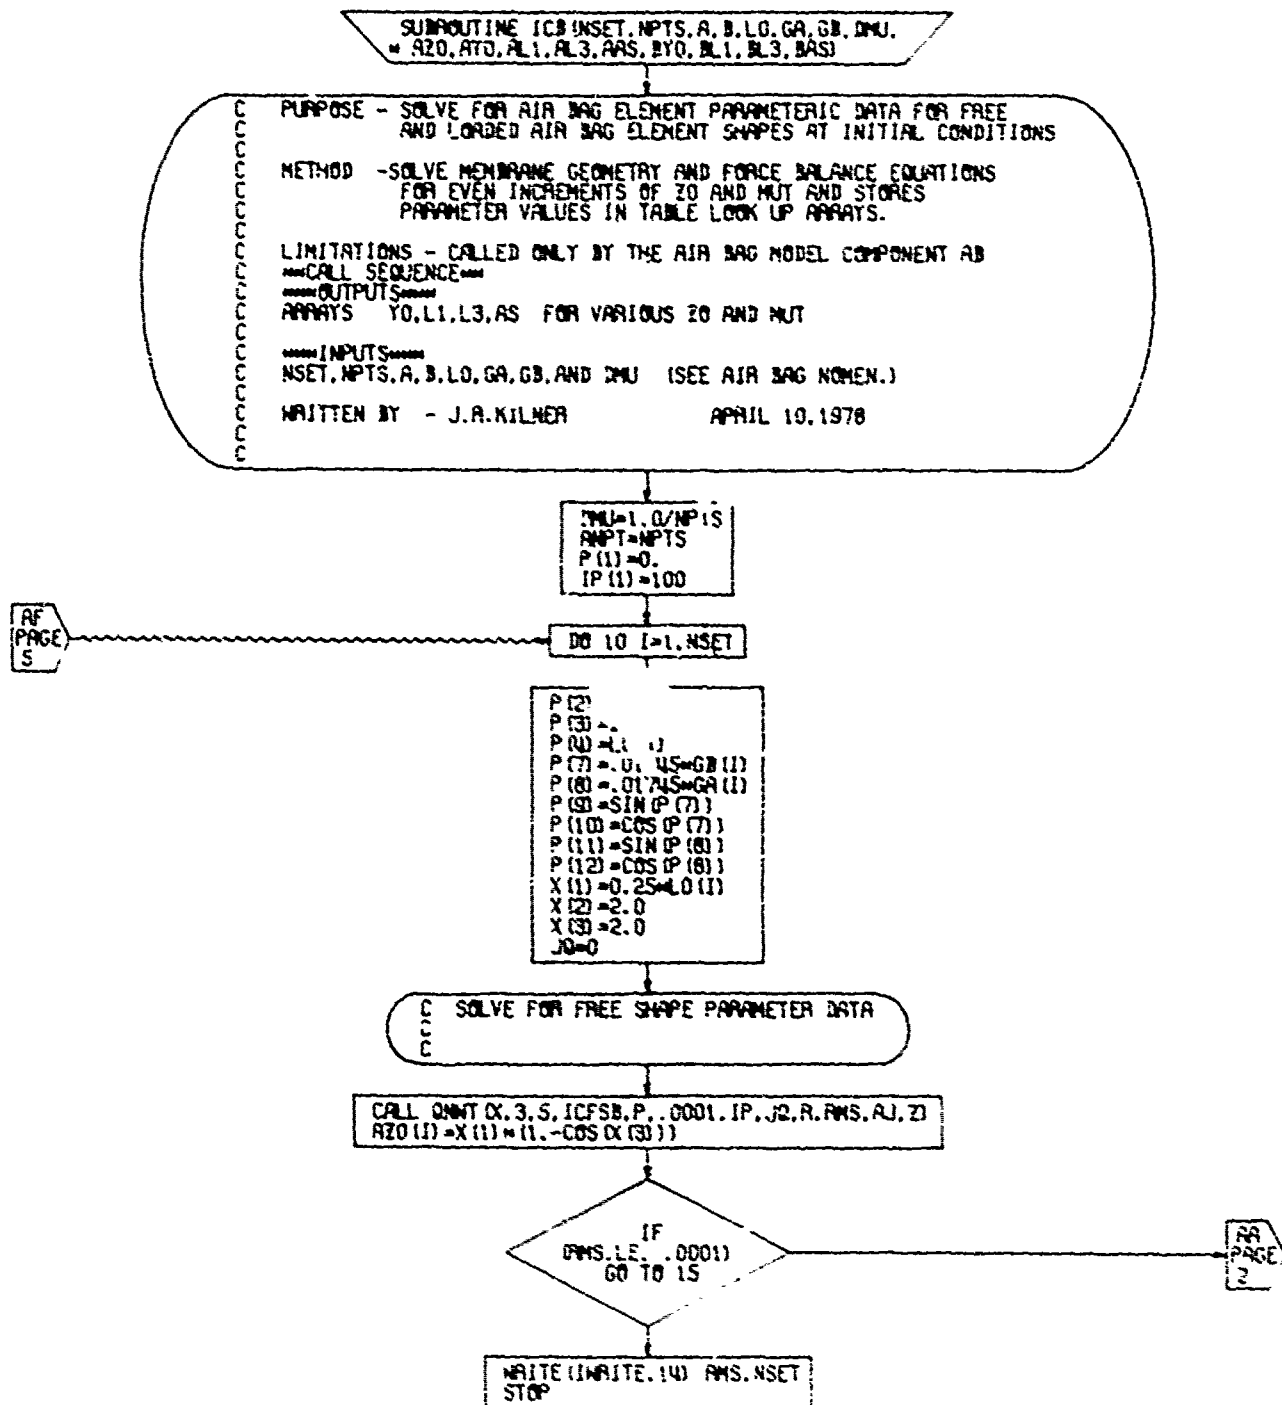 SUBROUTINE ICB(NSET,NPTS,A,B,LO,GA,GB,DMU,
* AZO,AYO,AL1,AL3,AAS,BYO,BL1,BL3,BAS)
C PURPOSE - SOLVE FOR AIR BAG ELEMENT PARAMETERIC DATA FOR FREE
C AND LOADED AIR BAG ELEMENT SHAPES AT INITIAL CONDITIONS
C
C METHOD -SOLVE MEMBRANE GEOMETRY AND FORCE BALANCE EQUATIONS
C FOR EVEN INCREMENTS OF ZO AND MUT AND STORES
C PARAMETER VALUES IN TABLE LOOK UP ARRAYS.
C
C LIMITATIONS - CALLED ONLY BY THE AIR BAG MODEL COMPONENT AB
C ***CALL SEQUENCE***
C ****OUTPUTS****
C ARRAYS YO,L1,L3,AS FOR VARIOUS ZO AND MUT
C
C ****INPUTS****
C NSET,NPTS,A,B,LO,GA,GB,AND DMU (SEE AIR BAG NOMEN.)
C
C WRITTEN BY - J.R.KILNER APRIL 10,1978
C
C
DMU=1.0/NPTS
ANPT=NPTS
P(1)=0.
IP(1)=100
AF
PAGE
5
DO 10 I=1,NSET
P(2)
P(3)=
P(4)=L
P(7)=.0145*GB(I)
P(8)=.01745*GA(I)
P(9)=SIN(P(7))
P(10)=COS(P(7))
P(11)=SIN(P(8))
P(12)=COS(P(8))
X(1)=0.25*LO(I)
X(2)=2.0
X(3)=2.0
JQ=0
C SOLVE FOR FREE SHAPE PARAMETER DATA
C
C
CALL QNWT(X,3,5,ICFSB,P,.0001,IP,JQ,R,RMS,AJ,Z)
AZO(I)=X(1)*(1.-COS(X(3)))
IF
(RMS.LE. .0001)
GO TO 15
AA
PAGE
2
WRITE(IWRITE,14) RMS,NSET
STOP